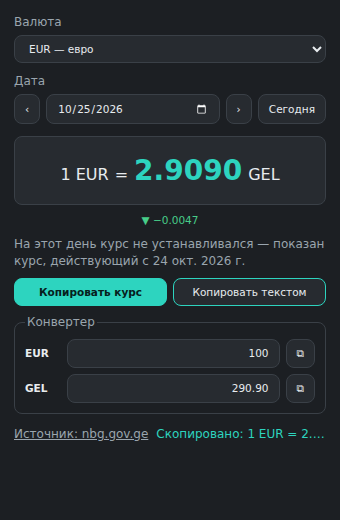 Валюта
EUR — евро
Дата
‹ 10/25/2026 › Сегодня
1 EUR = 2.9090 GEL
▼ −0.0047
На этот день курс не устанавливался — показан
курс, действующий с 24 окт. 2026 г.
Копировать курс Копировать текстом
Конвертер
EUR 100
GEL 290.90
Источник: nbg.gov.ge Скопировано: 1 EUR = 2....